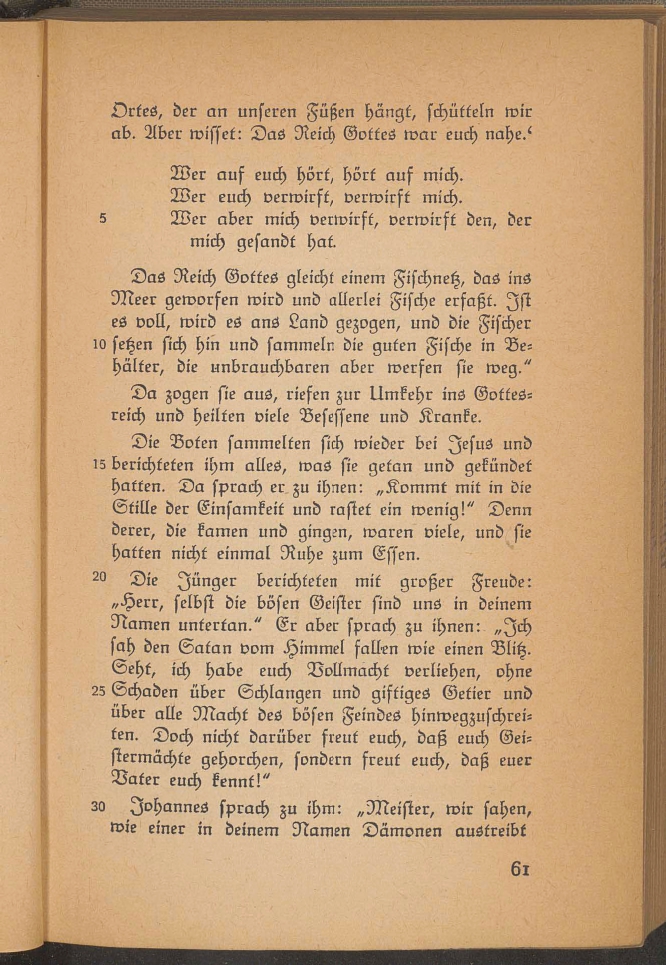 Ortes, der an unseren Füßen hängt, schütteln wir
ab. Aber wisset: Das Reich Gottes war euch nahe.‘
Wer auf euch hört, hört auf mich.
Wer euch verwirft, verwirft mich.
5 Wer aber mich verwirft, verwirft den, der
mich gesandt hat.
Das Reich Gottes gleicht einem Fischnetz, das ins
Meer geworfen wird und allerlei Fische erfaßt. Ist
es voll, wird es ans Land gezogen, und die Fischer
10 setzen sich hin und sammeln die guten Fische in Be-
hälter, die unbrauchbaren aber werfen sie weg.“
Da zogen sie aus, riefen zur Umkehr ins Gottes-
reich und heilten viele Besessene und Kranke.
Die Boten sammelten sich wieder bei Jesus und
15 berichteten ihm alles, was sie getan und gekündet
hatten. Da sprach er zu ihnen: „Kommt mit in die
Stille der Einsamkeit und rastet ein wenig!“ Denn
derer, die kamen und gingen, waren viele, und sie
hatten nicht einmal Ruhe zum Essen.
20 Die Jünger berichteten mit großer Freude:
„Herr, selbst die bösen Geister sind uns in deinem
Namen untertan.“ Er aber sprach zu ihnen: „Ich
sah den Satan vom Himmel fallen wie einen Blitz.
Seht, ich habe euch Vollmacht verliehen, ohne
25 Schaden über Schlangen und giftiges Getier und
über alle Macht des bösen Feindes hinwegzuschrei-
ten. Doch nicht darüber freut euch, daß euch Gei-
stermächte gehorchen, sondern freut euch, daß euer
Vater euch kennt!“
30 Johannes sprach zu ihm: „Meister, wir sahen,
wie einer in deinem Namen Dämonen austreibt
61